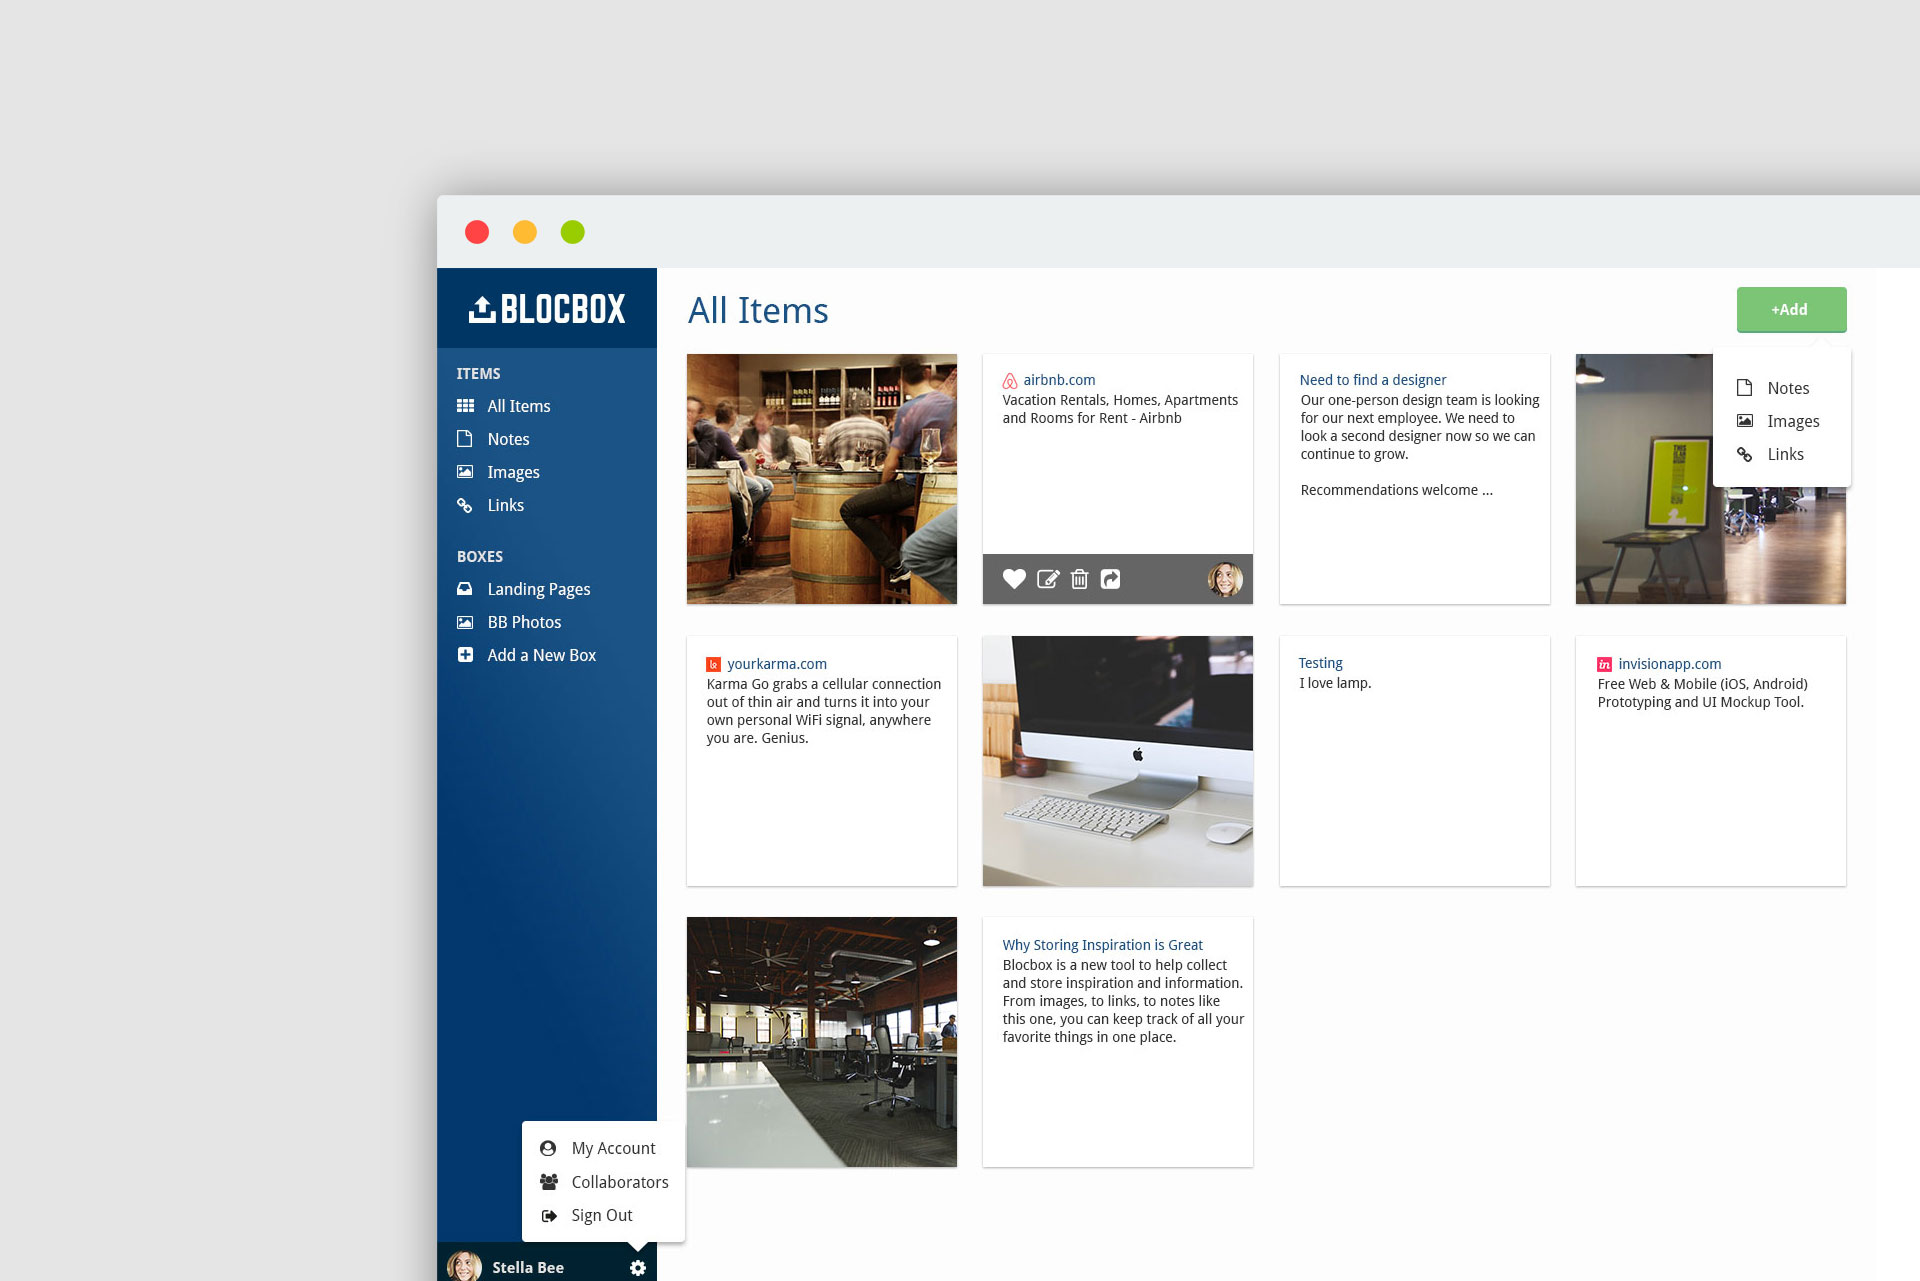 BLOCBOX
ITEMS
All Items
Notes
Images
Links
BOXES
Landing Pages
BB Photos
Add a New Box
My Account
Collaborators
Sign Out
Stella Bee
All Items
+Add
Notes
Images
Links
airbnb.com
Vacation Rentals, Homes, Apartments
and Rooms for Rent - Airbnb
Need to find a designer
Our one-person design team is looking
for our next employee. We need to
look a second designer now so we can
continue to grow.
Recommendations welcome ...
yourkarma.com
Karma Go grabs a cellular connection
out of thin air and turns it into your
own personal WiFi signal, anywhere
you are. Genius.
Testing
I love lamp.
in invisionapp.com
Free Web & Mobile (iOS, Android)
Prototyping and UI Mockup Tool.
Why Storing Inspiration is Great
Blocbox is a new tool to help collect
and store inspiration and information.
From images, to links, to notes like
this one, you can keep track of all your
favorite things in one place.